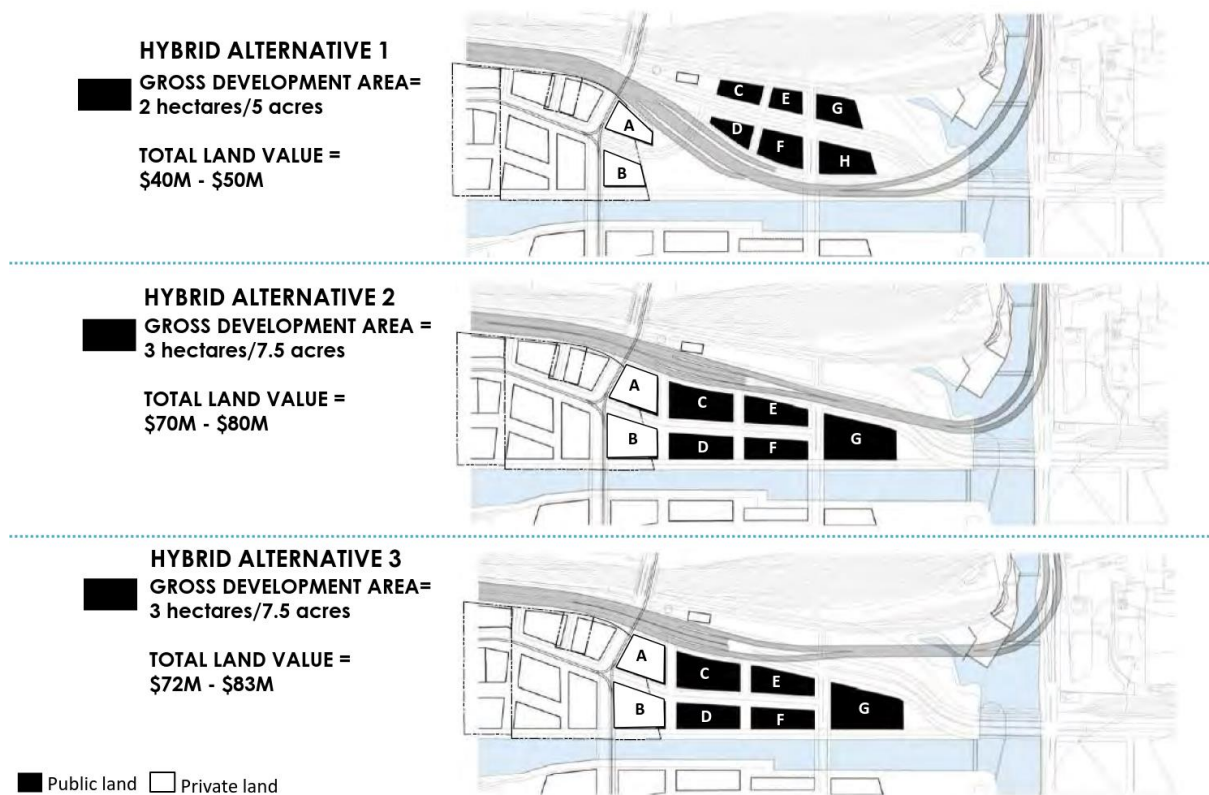 HYBRID ALTERNATIVE 1
GROSS DEVELOPMENT AREA=
2 hectares/5 acres
TOTAL LAND VALUE =
$40M - $50M
A
B
C
E
G
D
F
H
HYBRID ALTERNATIVE 2
GROSS DEVELOPMENT AREA =
3 hectares/7.5 acres
TOTAL LAND VALUE =
$70M - $80M
A
C
E
B
D
F
G
HYBRID ALTERNATIVE 3
GROSS DEVELOPMENT AREA=
3 hectares/7.5 acres
TOTAL LAND VALUE =
$72M - $83M
A
C
E
B
D
F
G
Public land Private land